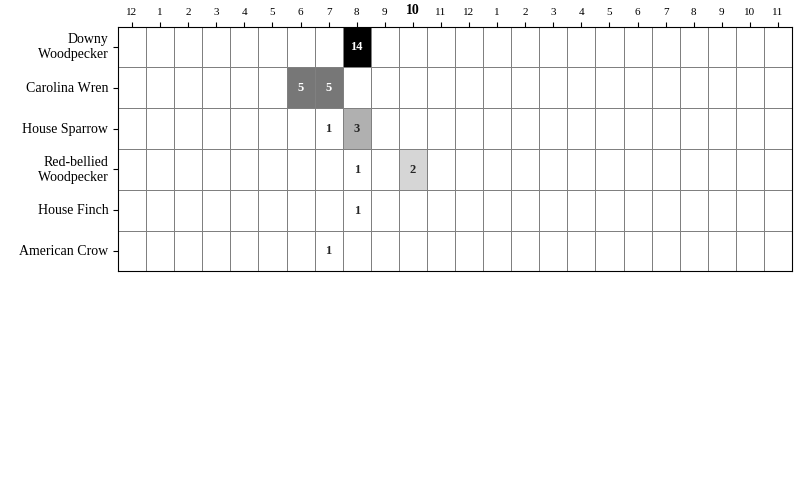 12 1 2 3 4 5 6 7 8 9 10 11 12 1 2 3 4 5 6 7 8 9 10 11
Downy
Woodpecker 14
Carolina Wren 5 5
House Sparrow 1 3
Red-bellied
Woodpecker 1 2
House Finch 1
American Crow 1